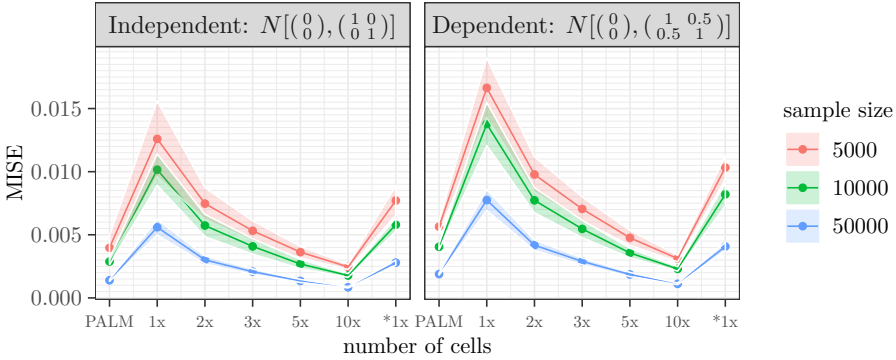 Independent: N[(0 0), (1 0 0 1)]
Dependent: N[(0 0), (1 0.5 0.5 1)]
MISE
0.015
0.010
0.005
0.000
PALM 1x 2x 3x 5x 10x *1x
PALM 1x 2x 3x 5x 10x *1x
number of cells
sample size
5000
10000
50000